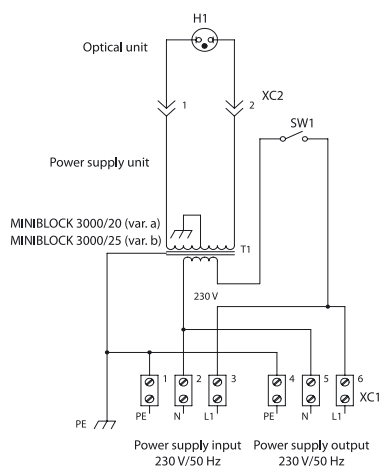 H1
Optical unit
1
2
XC2
SW1
Power supply unit
MINIBLOCK 3000/20 (var. a)
MINIBLOCK 3000/25 (var. b)
T1
230 V
1
2
3
4
5
6
XC1
PE
N
L1
PE
N
L1
PE
Power supply input
230 V/50 Hz
Power supply output
230 V/50 Hz